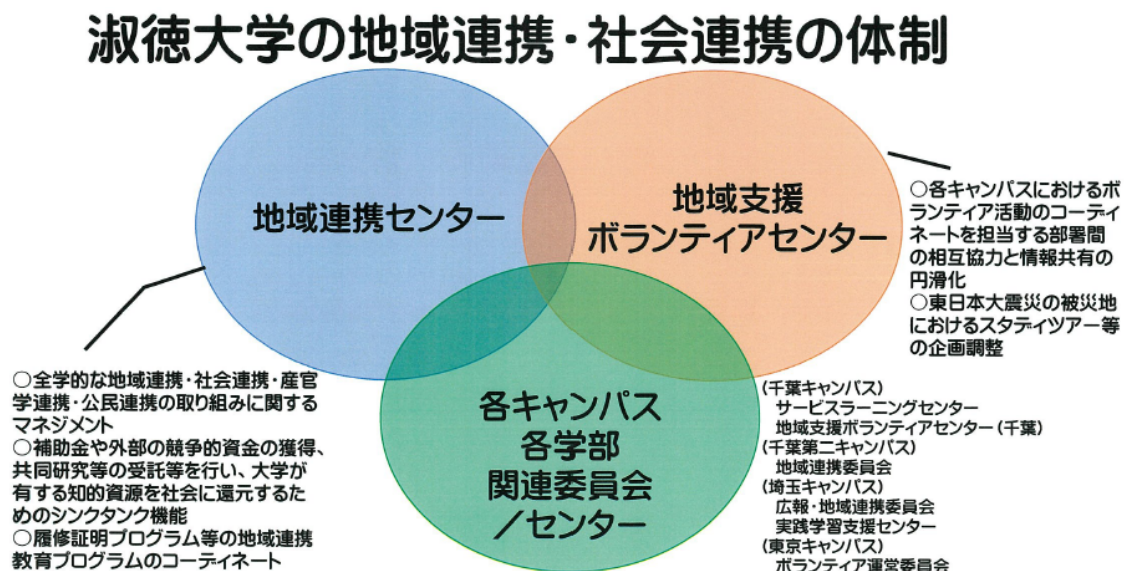 淑徳大学の地域連携・社会連携の体制
地域連携センター
地域支援
ボランティアセンター
○各キャンパスにおけるボ
ランティア活動のコーディ
ネートを担当する部署間
の相互協力と情報共有の
円滑化
○東日本大震災の被災地
におけるスタディツアー等
の企画調整
○全学的な地域連携・社会連携・産官
学連携・公民連携の取り組みに関する
マネジメント
○補助金や外部の競争的資金の獲得、
共同研究等の受託等を行い、大学が
有する知的資源を社会に還元するた
めのシンクタンク機能
○履修証明プログラム等の地域連携
教育プログラムのコーディネート
各キャンパス
各学部
関連委員会
/センター
(千葉キャンパス)
サービスラーニングセンター
地域支援ボランティアセンター(千葉)
(千葉第二キャンパス)
地域連携委員会
(埼玉キャンパス)
広報・地域連携委員会
実践学習支援センター
(東京キャンパス)
ボランティア運営委員会